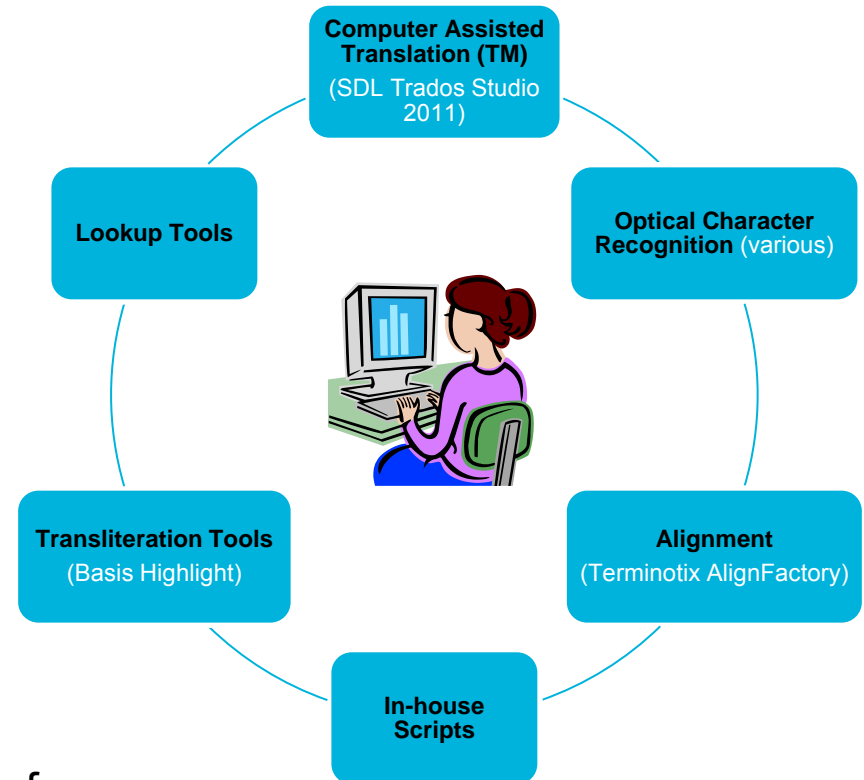 Computer Assisted
Translation (TM)
(SDL Trados Studio
2011)
Lookup Tools
Optical Character
Recognition (various)
Transliteration Tools
(Basis Highlight)
Alignment
(Terminotix AlignFactory)
In-house
Scripts